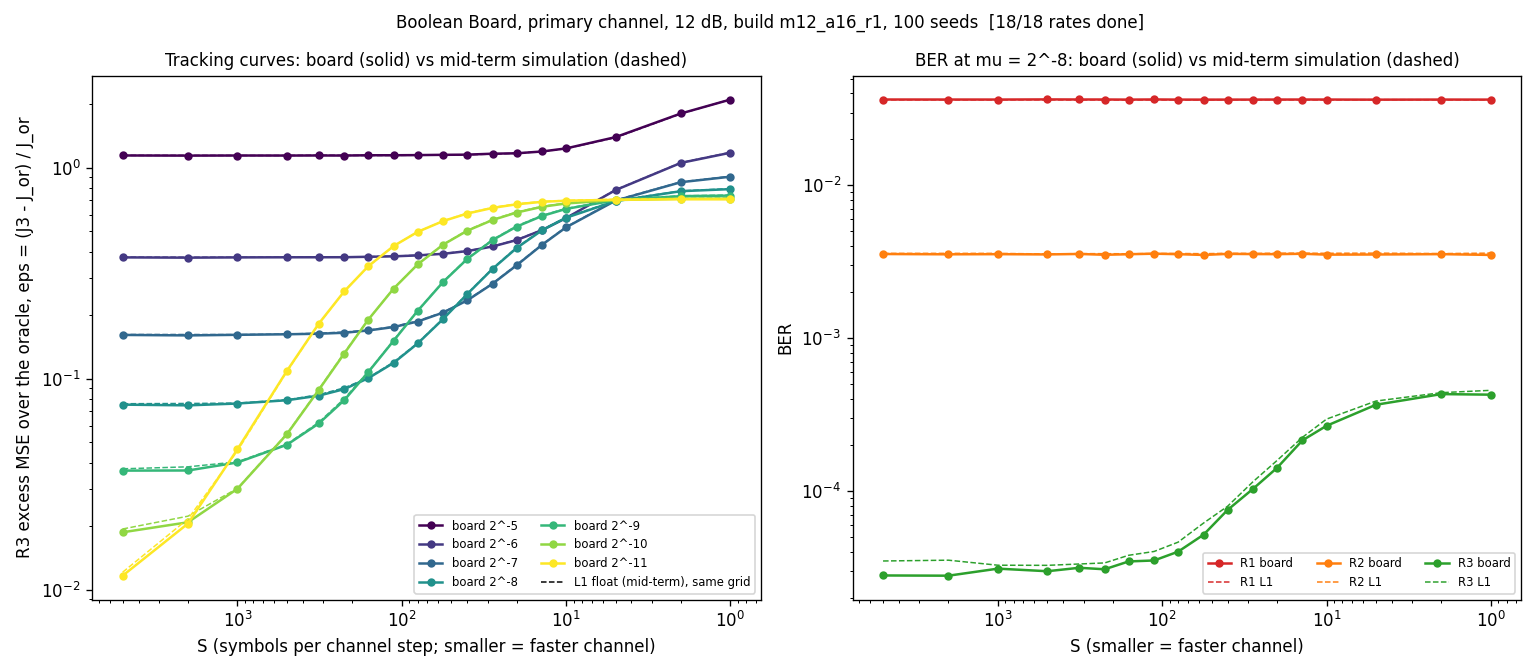 Boolean Board, primary channel, 12 dB, build m12_a16_r1, 100 seeds  [18/18 rates done]
Tracking curves: board (solid) vs mid-term simulation (dashed)
R3 excess MSE over the oracle, eps = (J3 - J_or) / J_or
10^0
10^-1
10^-2
10^3
10^2
10^1
10^0
S (symbols per channel step; smaller = faster channel)
board 2^-5
board 2^-6
board 2^-7
board 2^-8
board 2^-9
board 2^-10
board 2^-11
L1 float (mid-term), same grid
BER at mu = 2^-8: board (solid) vs mid-term simulation (dashed)
BER
10^-2
10^-3
10^-4
10^3
10^2
10^1
10^0
S (smaller = faster channel)
R1 board
R1 L1
R2 board
R2 L1
R3 board
R3 L1